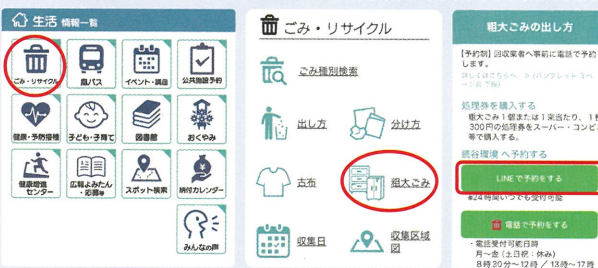 生活 情報一覧
ごみ・リサイクル
鳳バス
イベント・講座
公共施設予約
健康・予防接種
子ども・子育て
図書館
おくやみ
健康増進
センター
広報よみたん
・応募等
スポット検索
納付カレンダー
みんなの声
ごみ・リサイクル
ごみ種別検索
出し方
分け方
古布
粗大ごみ
収集日
収集区域
図
粗大ごみの出し方
【予約制】回収業者へ事前に電話で予約
します。
処理券を購入する
粗大ごみ1個または1束当たり、1枚
300円の処理券をスーパー・コンビニ
等で購入する。
読谷環境 へ予約する
LINEで予約をする
※24時間いつでも受付可能
電話で予約をする
・電話受付可能日時
月～金（土日祝：休み）
8時30分～12時 / 13時～17時